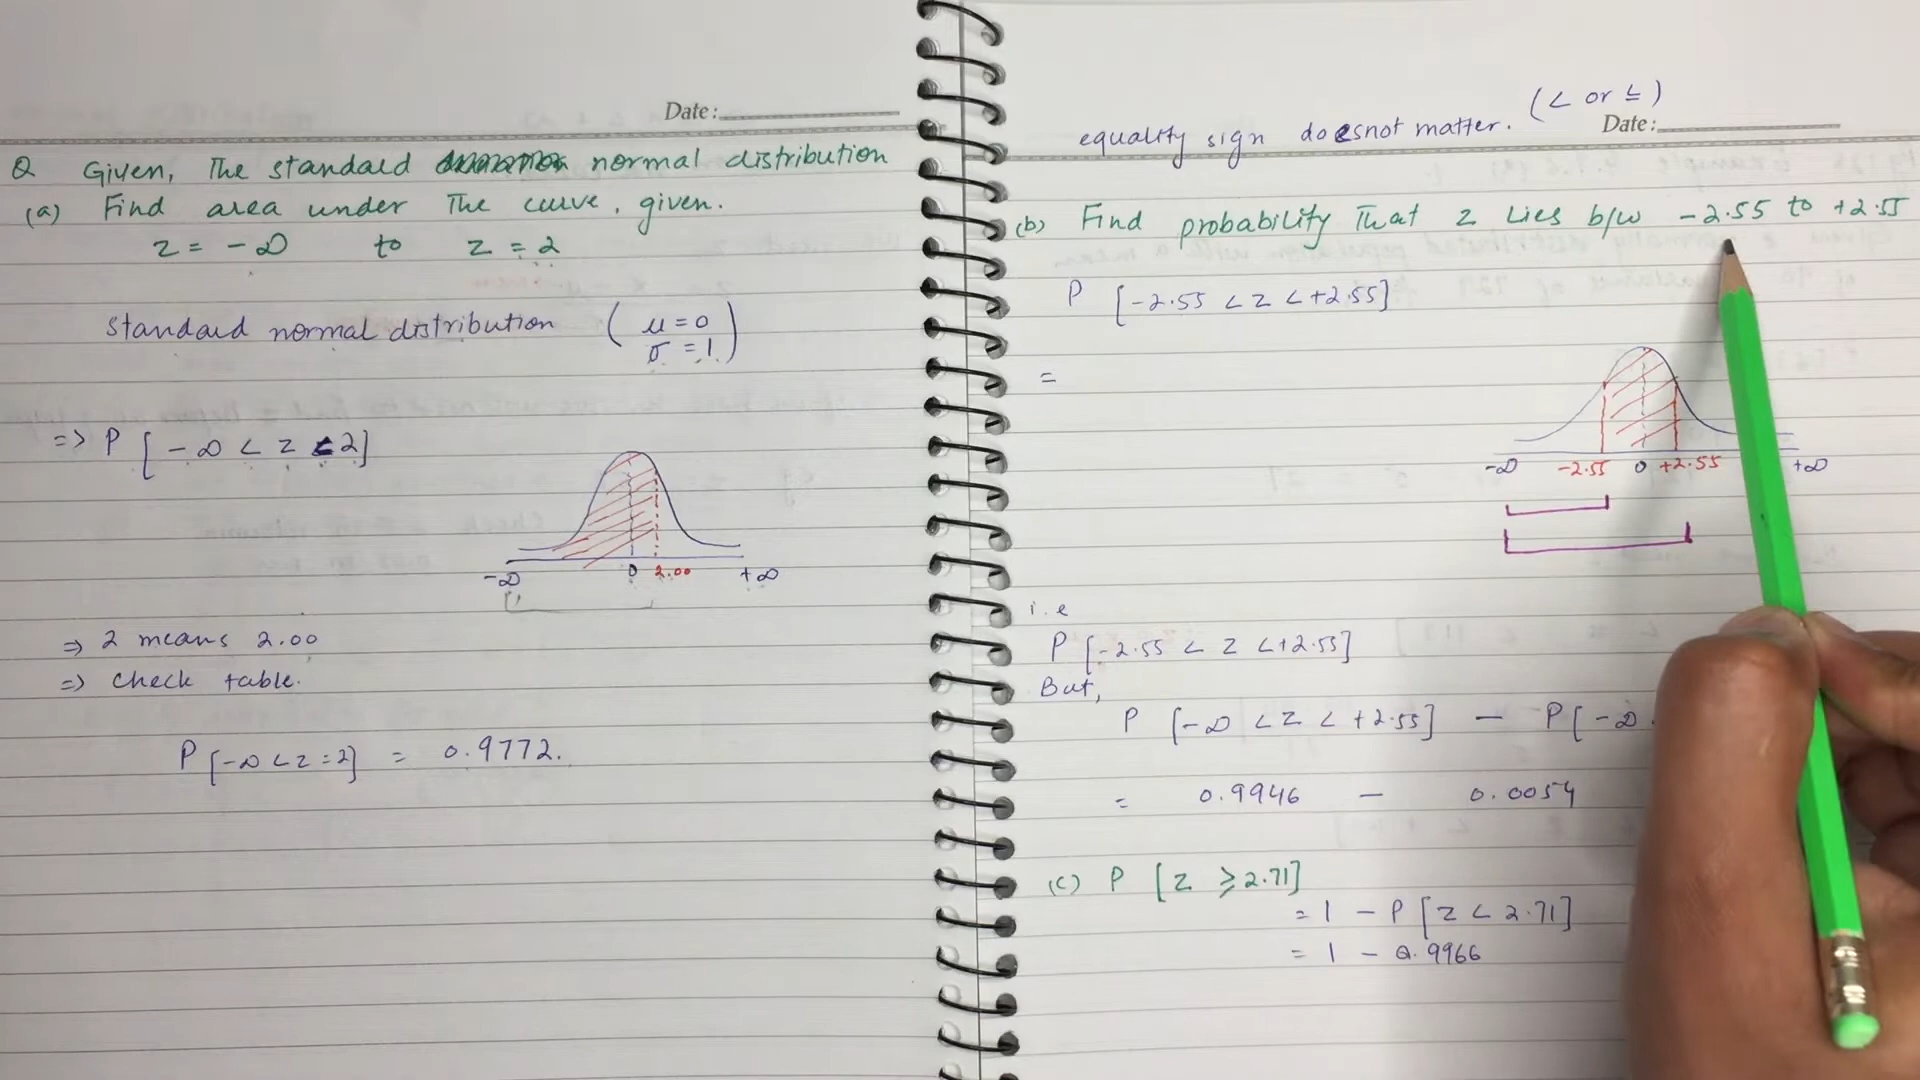 Date:
Q Given, The standard normal distribution
(a) Find area under The curve, given.
z = -∞ to z = 2
standard normal distribution ( μ = 0
σ = 1 )
=> P [ -∞ < z < 2 ]
-∞ 0 2.00 +∞
⇒ 2 means 2.00
=> check table.
P [-∞ < z = 2] = 0.9772.
(< or ≤)
equality sign doesnot matter.
Date:
(b) Find probability That z Lies b/w -2.55 to +2.55
P [-2.55 < z < +2.55]
=
-∞ -2.55 0 +2.55 +∞
i.e
P [-2.55 < z < +2.55]
But,
P [-∞ < z < +2.55] - P [-∞
= 0.9946 - 0.0054
(c) P [z ≥ 2.71]
= 1 - P [z < 2.71]
= 1 - 0.9966